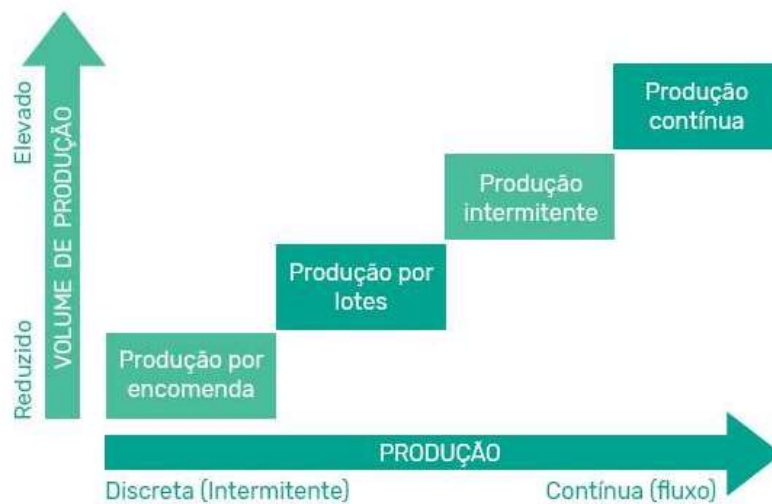 Elevado
Reduzido
VOLUME DE PRODUÇÃO
Produção
contínua
Produção
intermitente
Produção por
lotes
Produção por
encomenda
PRODUÇÃO
Discreta (Intermitente)
Contínua (fluxo)